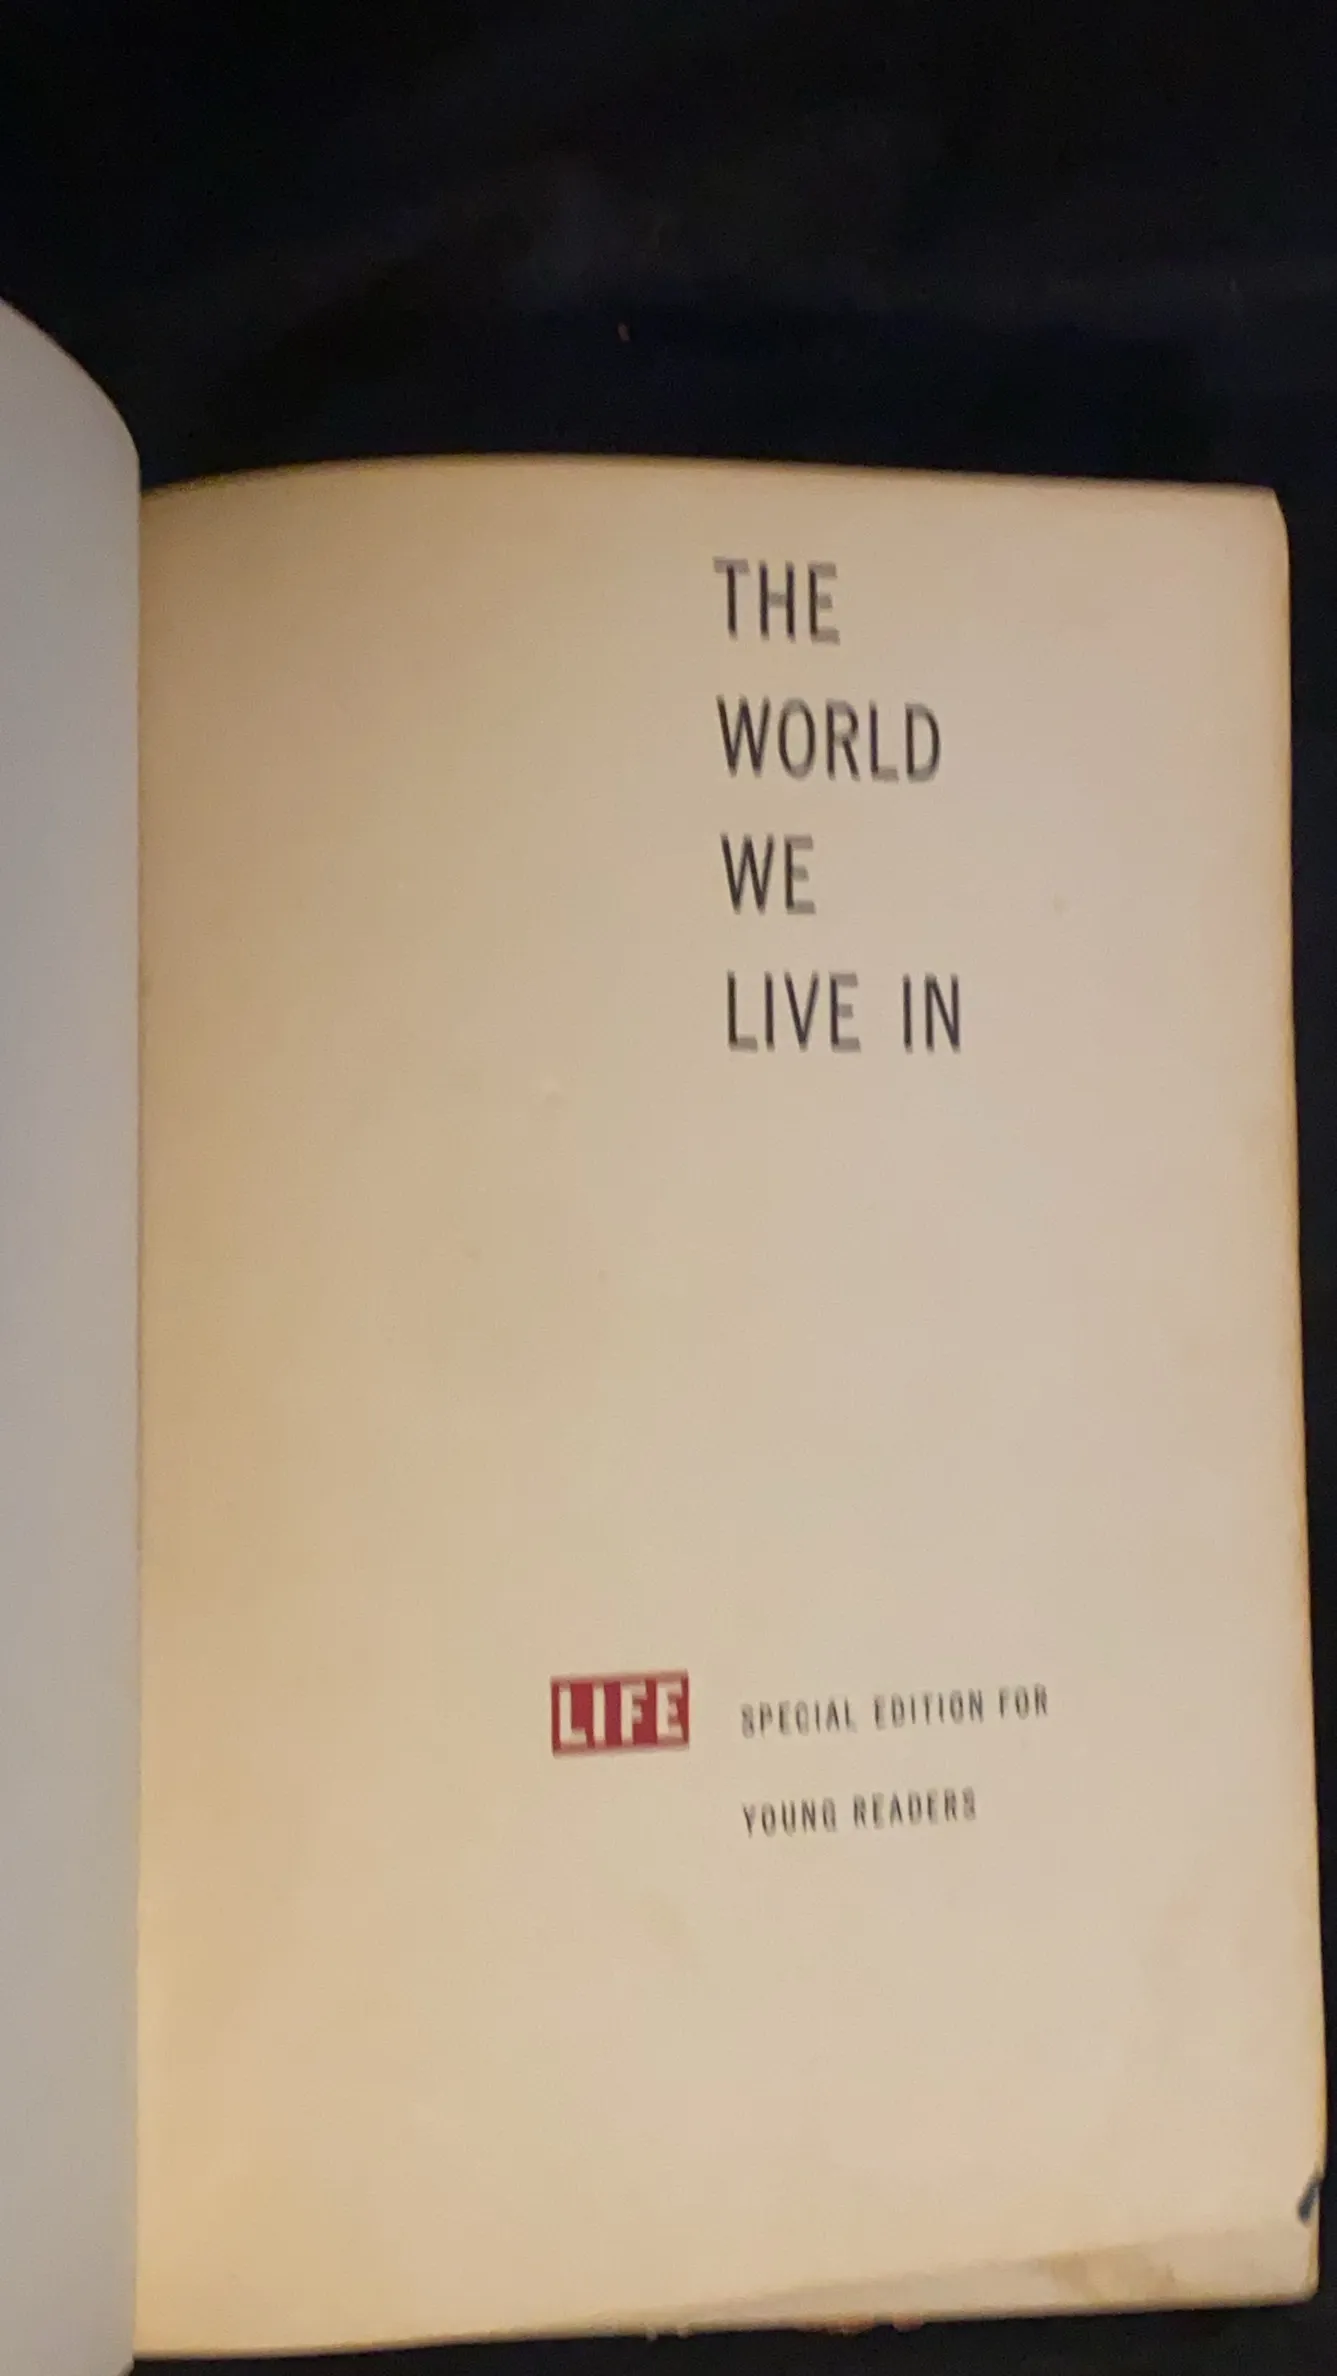 THE
WORLD
WE
LIVE IN
LIFE SPECIAL EDITION FOR
YOUNG READERS